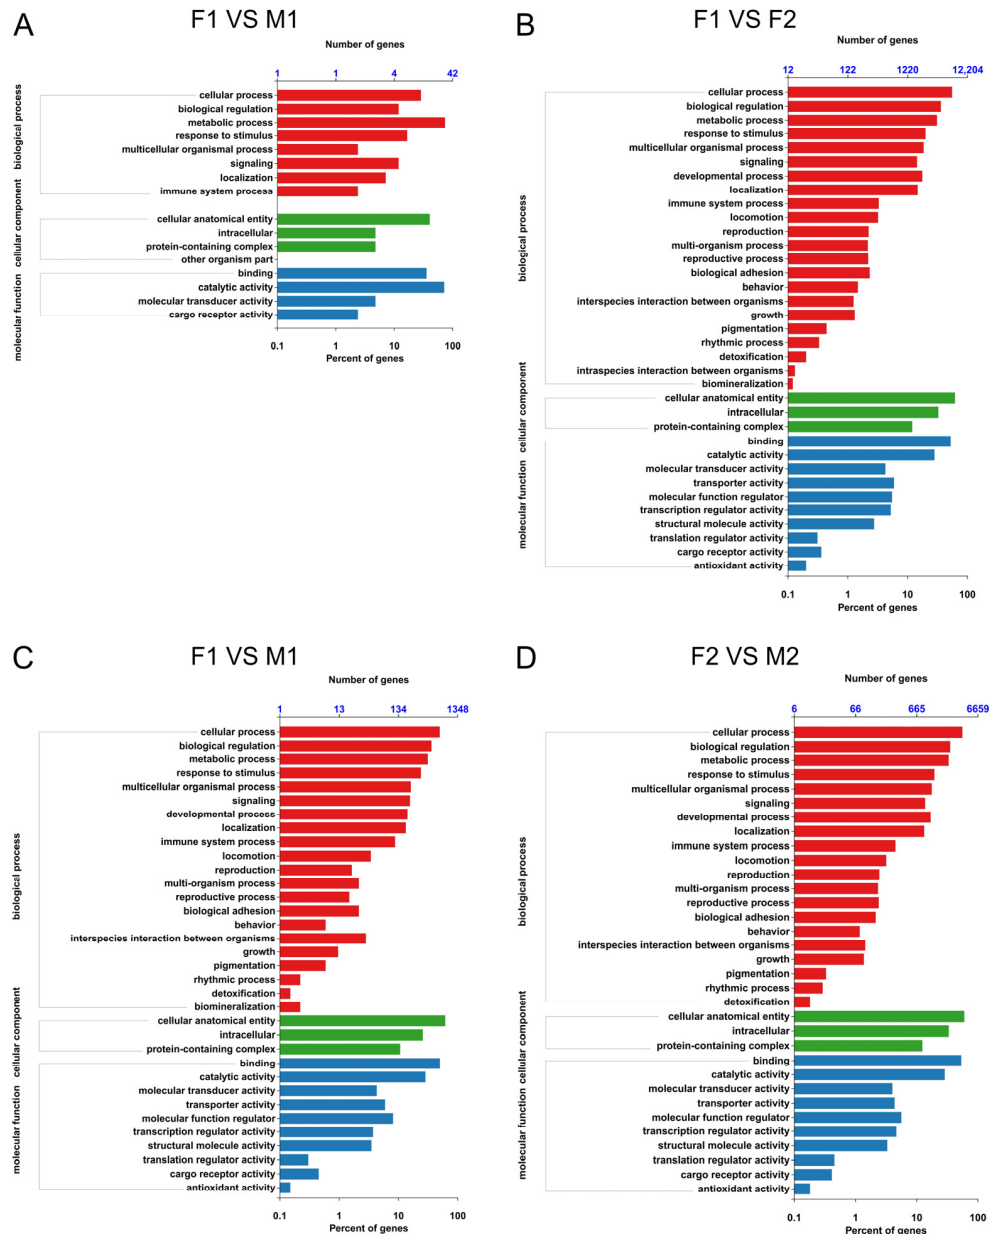 A
F1 VS M1
Number of genes
1 1 4 42
biological process
cellular process
biological regulation
metabolic process
response to stimulus
multicellular organismal process
signaling
localization
immune system process
cellular component
cellular anatomical entity
intracellular
protein-containing complex
other organism part
molecular function
binding
catalytic activity
molecular transducer activity
cargo receptor activity
0.1 1 10 100
Percent of genes
B
F1 VS F2
Number of genes
12 122 1220 12,204
biological process
cellular process
biological regulation
metabolic process
response to stimulus
multicellular organismal process
signaling
developmental process
localization
immune system process
locomotion
reproduction
multi-organism process
reproductive process
biological adhesion
behavior
interspecies interaction between organisms
growth
pigmentation
rhythmic process
detoxification
intraspecies interaction between organisms
biomineralization
cellular component
cellular anatomical entity
intracellular
protein-containing complex
molecular function
binding
catalytic activity
molecular transducer activity
transporter activity
molecular function regulator
transcription regulator activity
structural molecule activity
translation regulator activity
cargo receptor activity
antioxidant activity
0.1 1 10 100
Percent of genes
C
F1 VS M1
Number of genes
1 13 134 1348
biological process
cellular process
biological regulation
metabolic process
response to stimulus
multicellular organismal process
signaling
developmental process
localization
immune system process
locomotion
reproduction
multi-organism process
reproductive process
biological adhesion
behavior
interspecies interaction between organisms
growth
pigmentation
rhythmic process
detoxification
biomineralization
cellular component
cellular anatomical entity
intracellular
protein-containing complex
molecular function
binding
catalytic activity
molecular transducer activity
transporter activity
molecular function regulator
transcription regulator activity
structural molecule activity
translation regulator activity
cargo receptor activity
antioxidant activity
0.1 1 10 100
Percent of genes
D
F2 VS M2
Number of genes
6 66 665 6659
biological process
cellular process
biological regulation
metabolic process
response to stimulus
multicellular organismal process
signaling
developmental process
localization
immune system process
locomotion
reproduction
multi-organism process
reproductive process
biological adhesion
behavior
interspecies interaction between organisms
growth
pigmentation
rhythmic process
detoxification
cellular component
cellular anatomical entity
intracellular
protein-containing complex
molecular function
binding
catalytic activity
molecular transducer activity
transporter activity
molecular function regulator
transcription regulator activity
structural molecule activity
translation regulator activity
cargo receptor activity
antioxidant activity
0.1 1 10 100
Percent of genes